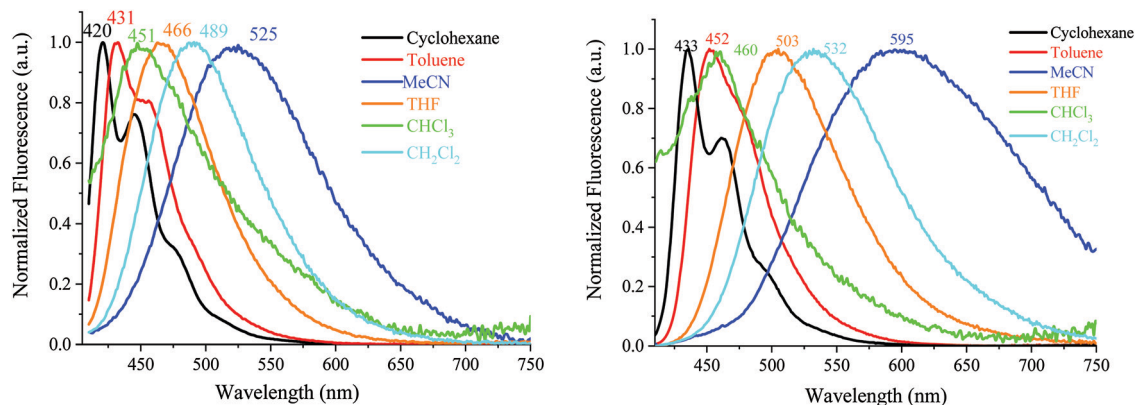 420 431 451 466 489 525
Cyclohexane
Toluene
MeCN
THF
CHCl₃
CH₂Cl₂
Normalized Fluorescence (a.u.)
1.0
0.8
0.6
0.4
0.2
0.0
450 500 550 600 650 700 750
Wavelength (nm)
433 452 460 503 532 595
Cyclohexane
Toluene
MeCN
THF
CHCl₃
CH₂Cl₂
Normalized Fluorescence (a.u.)
1.0
0.8
0.6
0.4
0.2
0.0
450 500 550 600 650 700 750
Wavelength (nm)